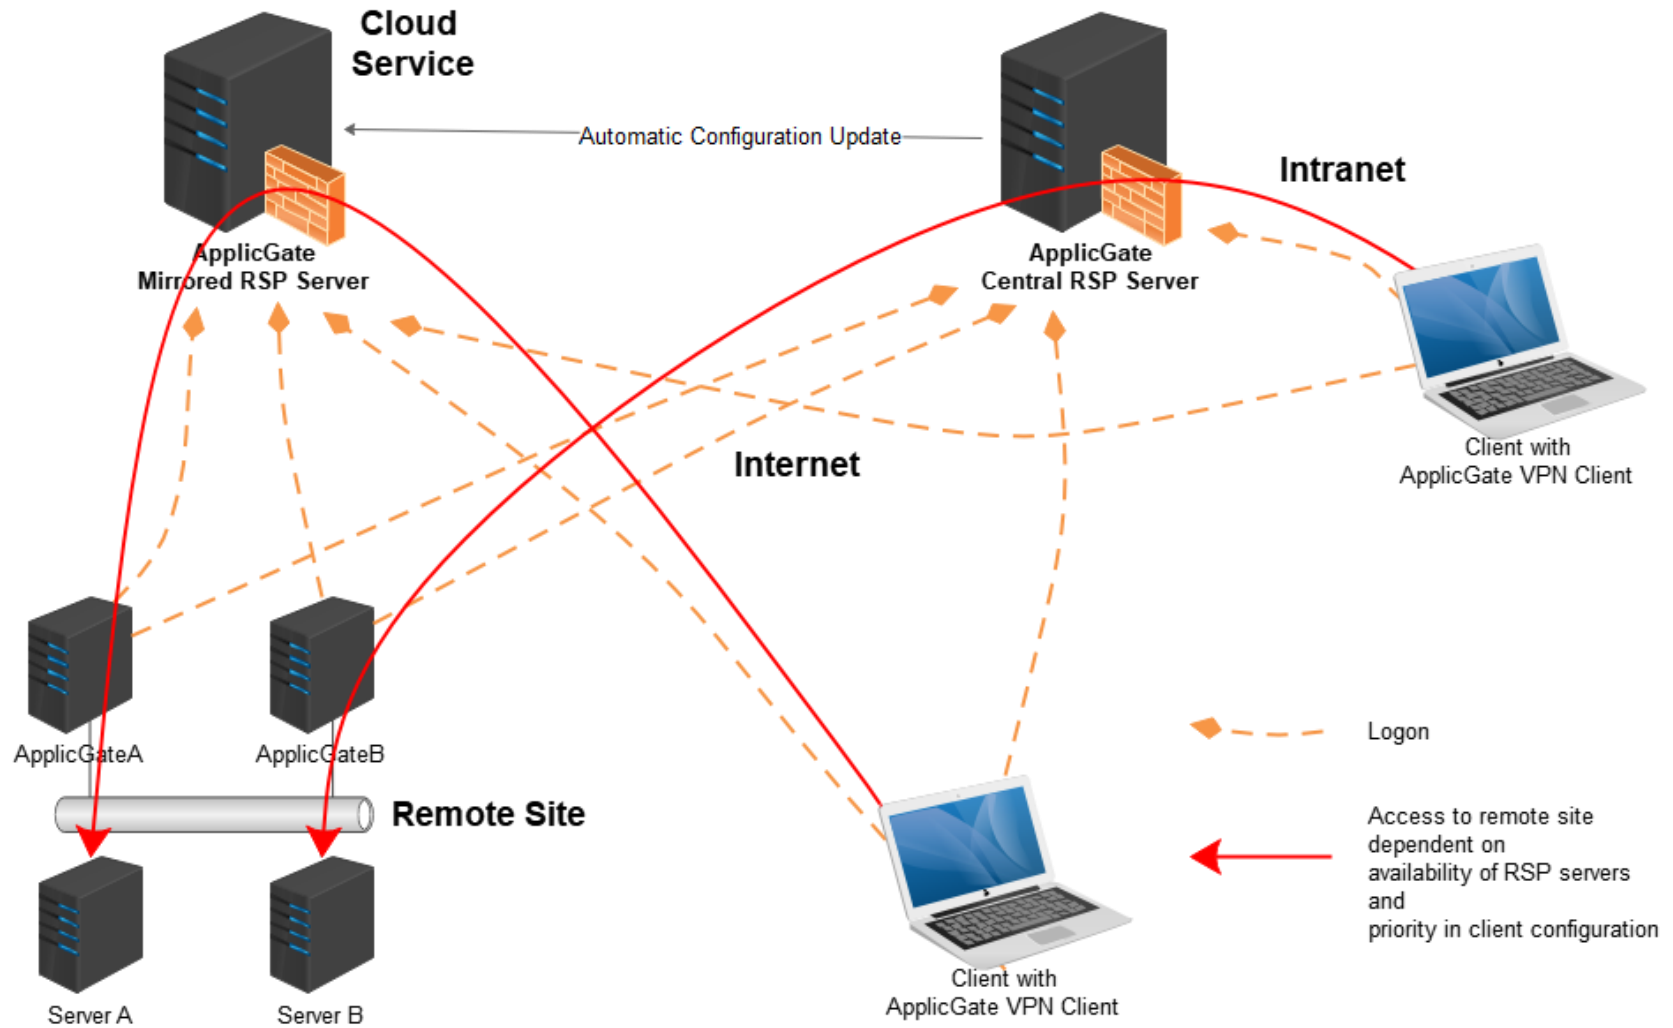 Cloud
Service
Automatic Configuration Update
Intranet
ApplicGate
Mirrored RSP Server
ApplicGate
Central RSP Server
Client with
ApplicGate VPN Client
Internet
ApplicGateA
ApplicGateB
Remote Site
Logon
Access to remote site
dependent on
availability of RSP servers
and
priority in client configuration
Client with
ApplicGate VPN Client
Server A
Server B